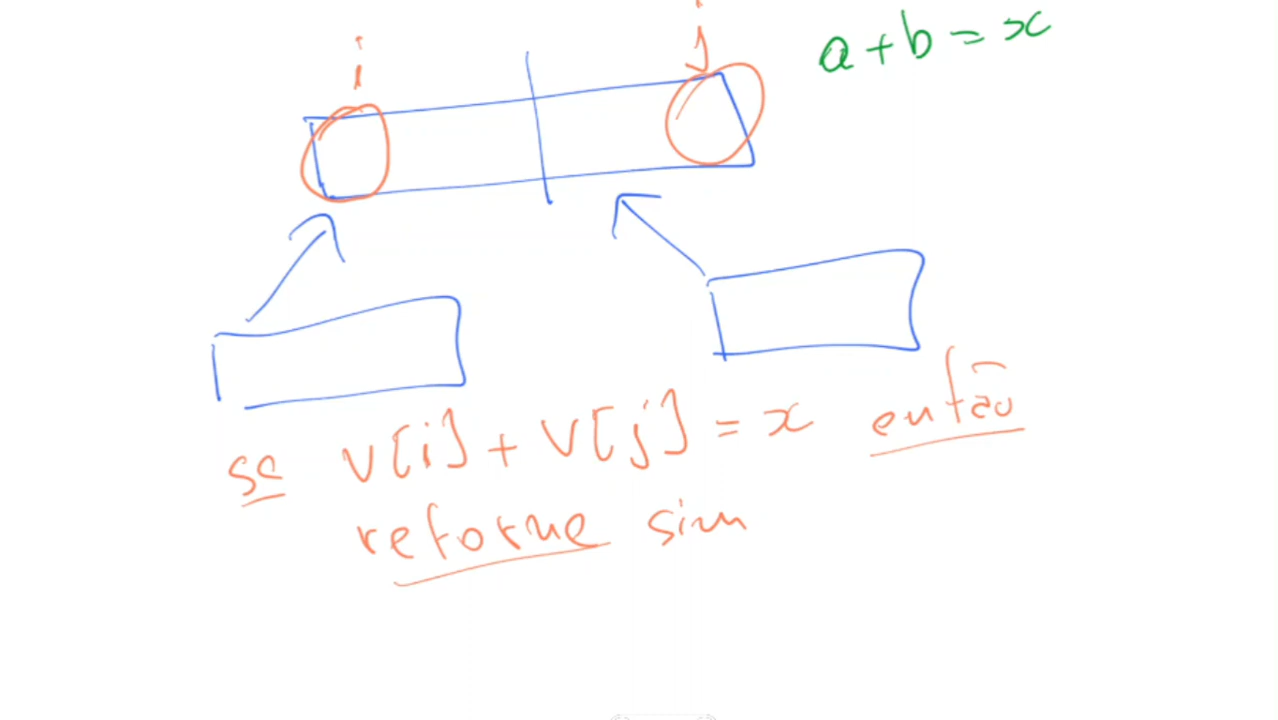 i j
a + b = x
se v[i] + v[j] = x então
retorne sim